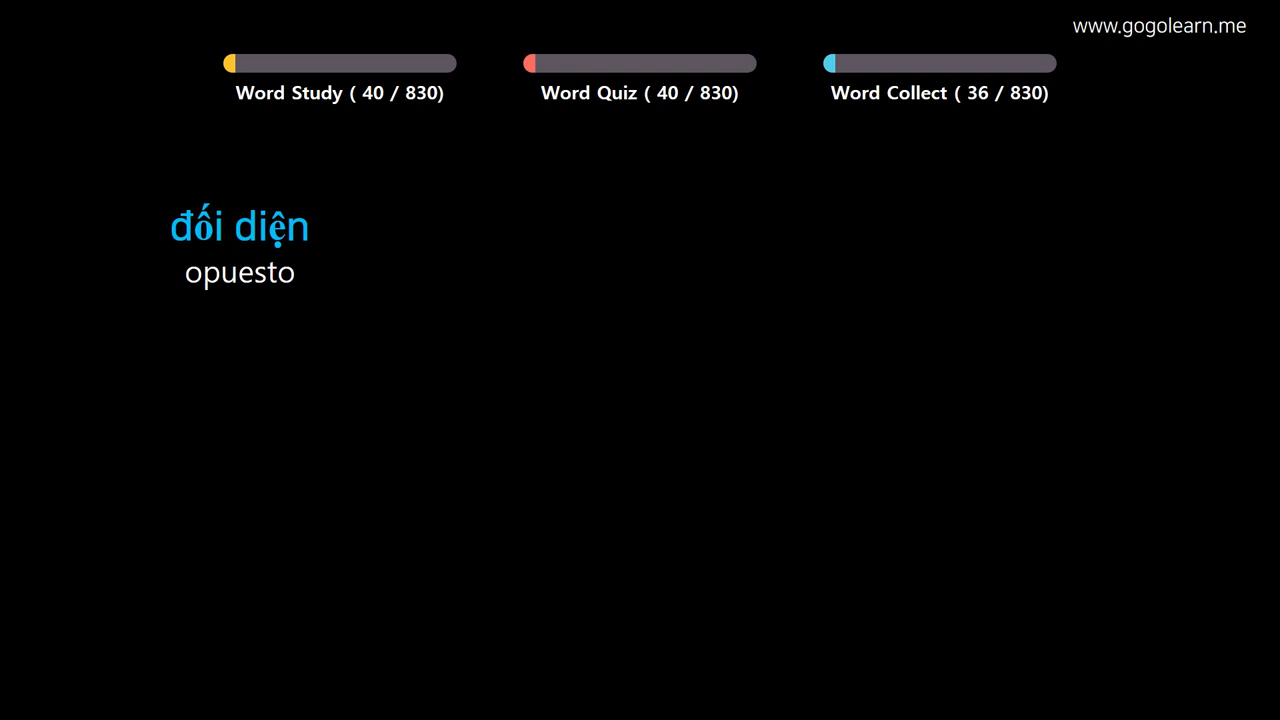 www.gogolearn.me
Word Study ( 40 / 830)
Word Quiz ( 40 / 830)
Word Collect ( 36 / 830)
đối diện
opuesto